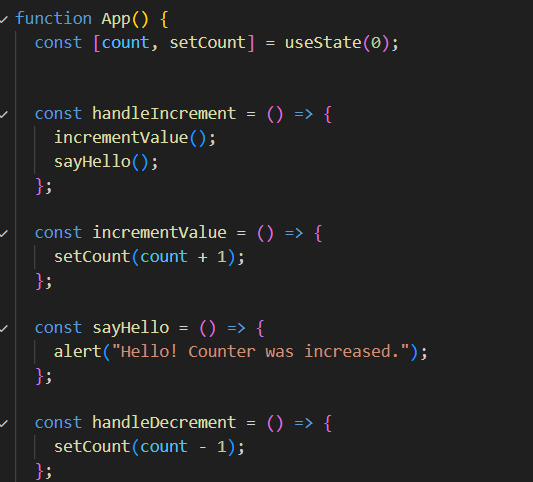 function App() {
  const [count, setCount] = useState(0);

  const handleIncrement = () => {
    incrementValue();
    sayHello();
  };

  const incrementValue = () => {
    setCount(count + 1);
  };

  const sayHello = () => {
    alert("Hello! Counter was increased.");
  };

  const handleDecrement = () => {
    setCount(count - 1);
  };